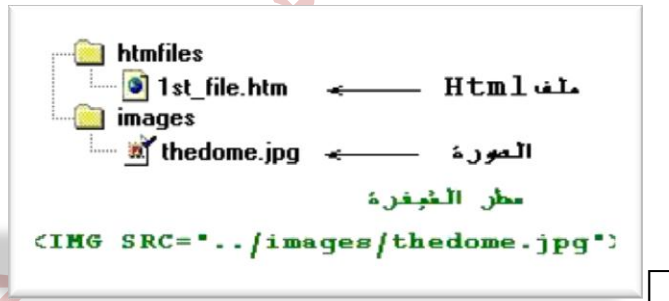 htmfiles
1st_file.htm ملف Html
images
thedome.jpg الصورة
سطر الشيفرة
<IMG SRC="../images/thedome.jpg">